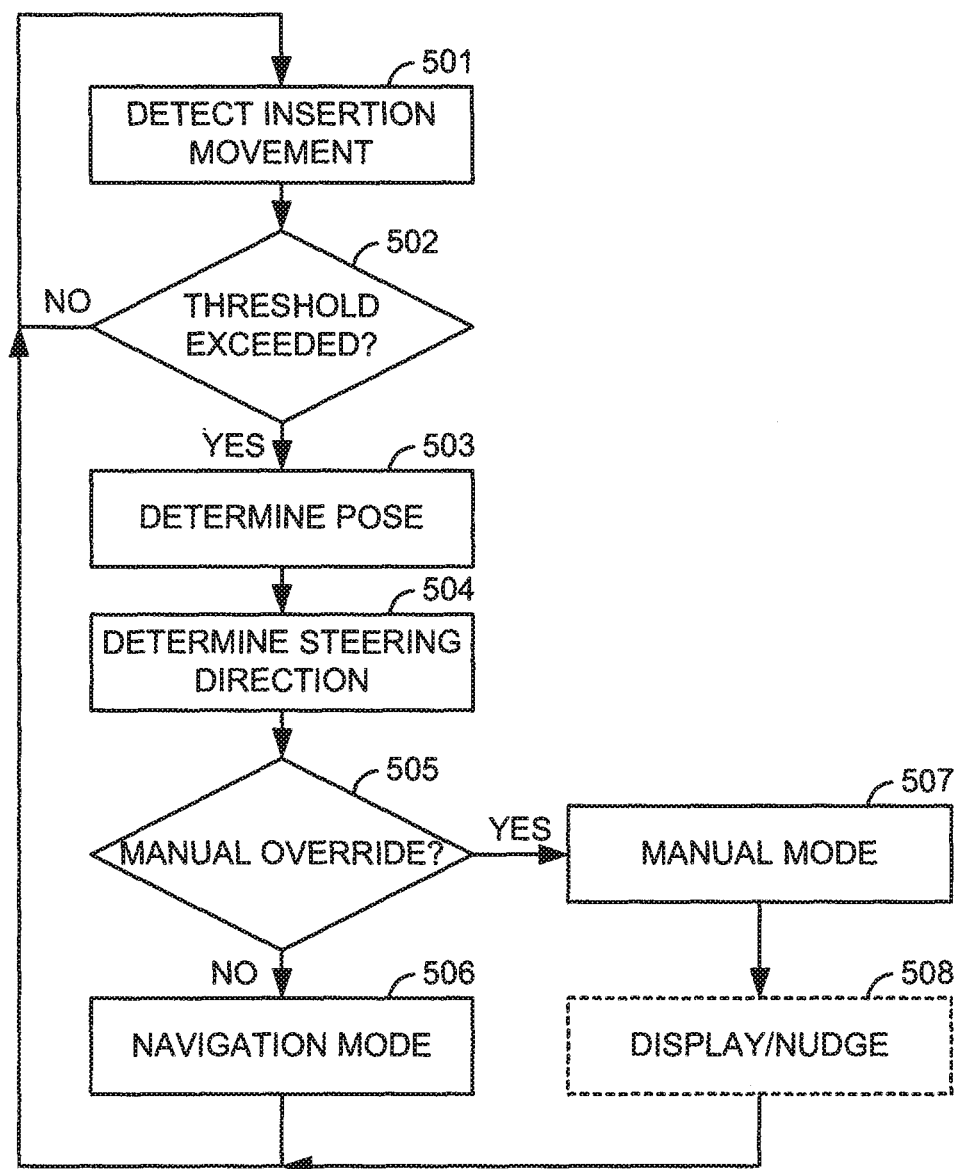 501
DETECT INSERTION
MOVEMENT
502
NO
THRESHOLD
EXCEEDED?
YES
503
DETERMINE POSE
504
DETERMINE STEERING
DIRECTION
505
MANUAL OVERRIDE?
YES
507
MANUAL MODE
NO
506
NAVIGATION MODE
508
DISPLAY/NUDGE